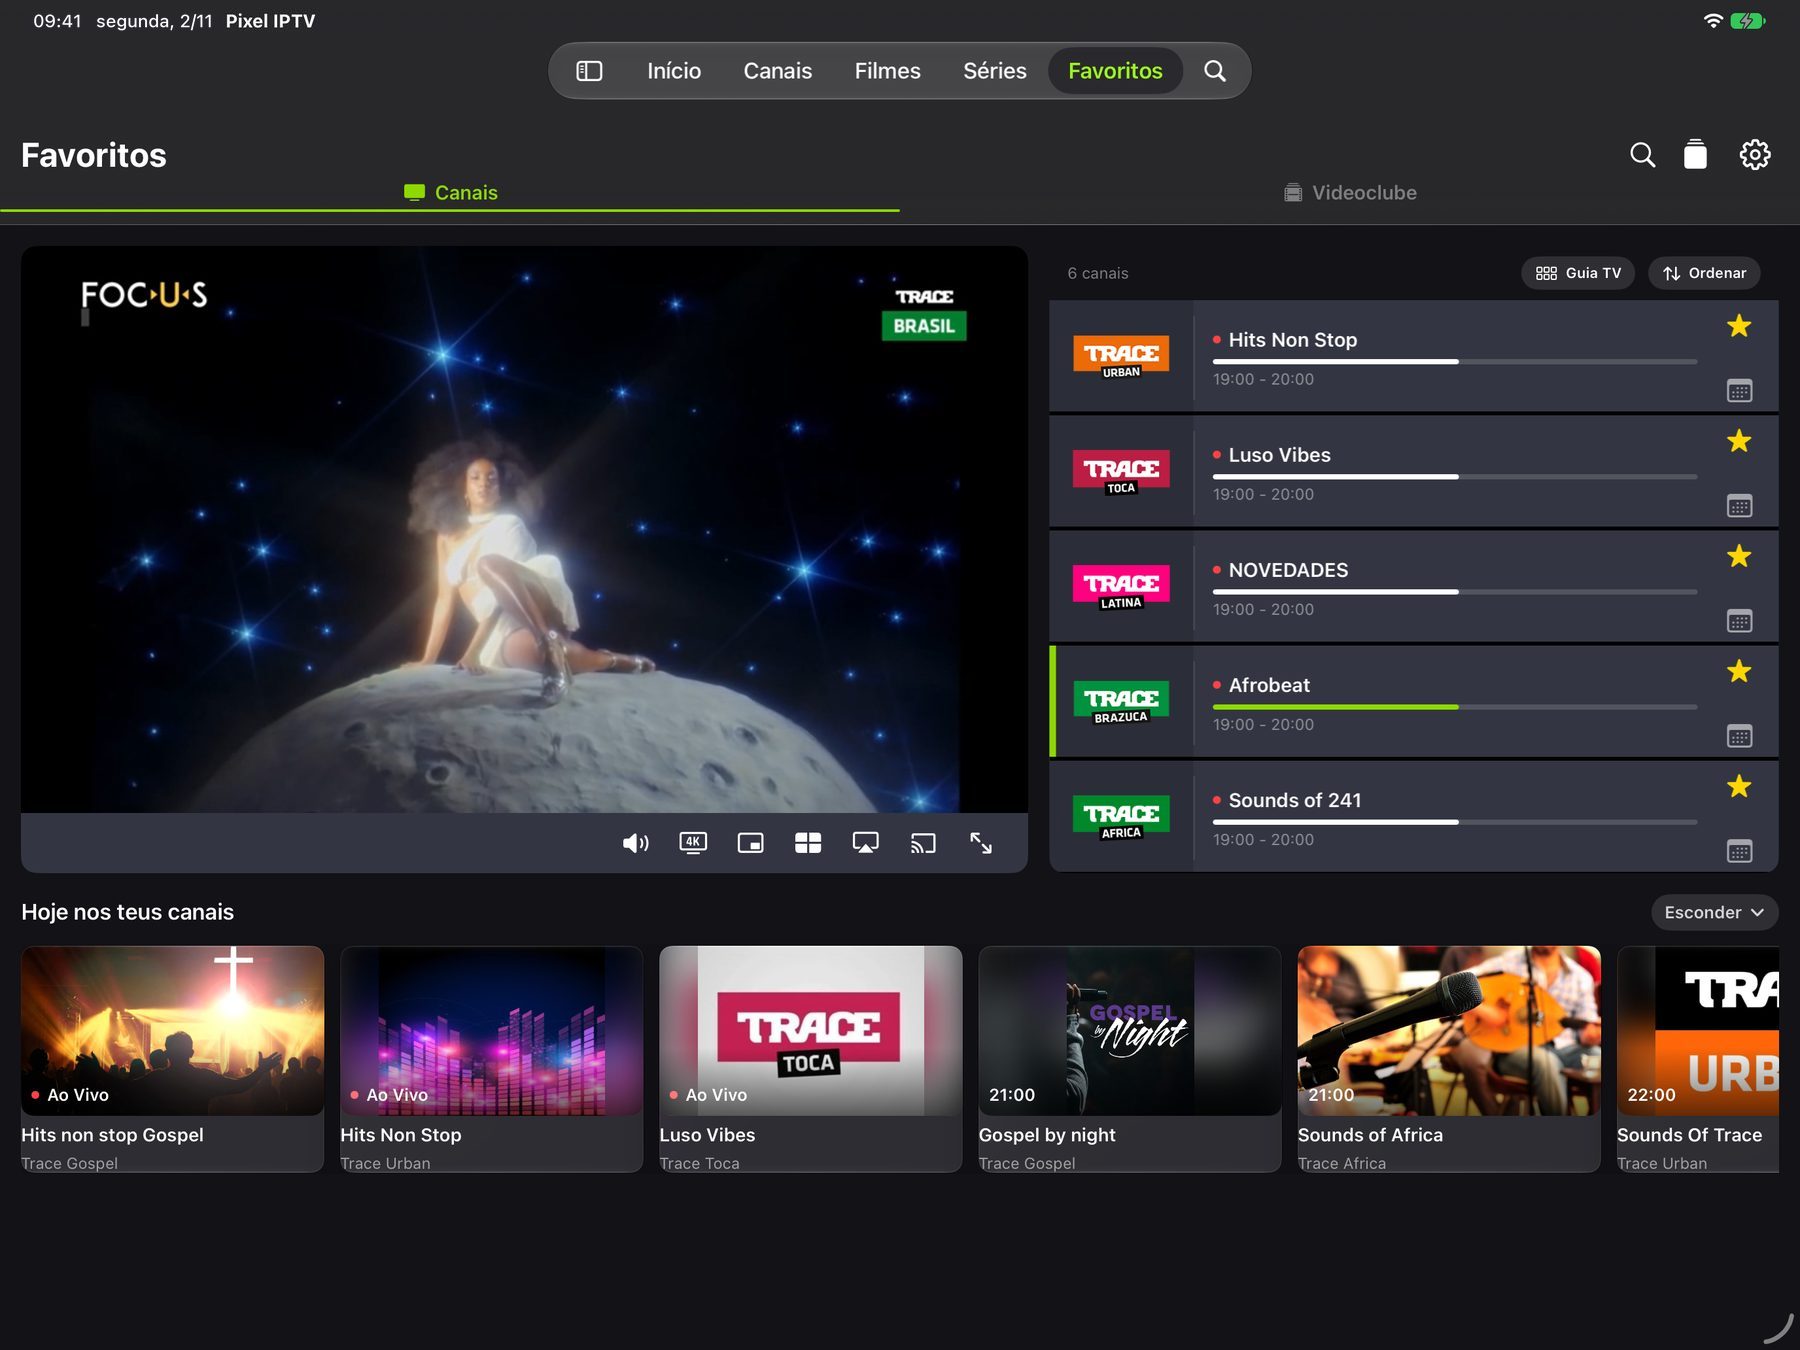 09:41 segunda, 2/11 Pixel IPTV
Início Canais Filmes Séries Favoritos
Favoritos
Canais
Videoclube
FOCUS
TRACE
BRASIL
4K
6 canais
Guia TV
Ordenar
TRACE
URBAN
Hits Non Stop
19:00 - 20:00
TRACE
TOCA
Luso Vibes
19:00 - 20:00
TRACE
LATINA
NOVEDADES
19:00 - 20:00
TRACE
BRAZUCA
Afrobeat
19:00 - 20:00
TRACE
AFRICA
Sounds of 241
19:00 - 20:00
Hoje nos teus canais
Esconder
Ao Vivo
Hits non stop Gospel
Trace Gospel
Ao Vivo
Hits Non Stop
Trace Urban
TRACE
TOCA
Ao Vivo
Luso Vibes
Trace Toca
GOSPEL
by Night
21:00
Gospel by night
Trace Gospel
21:00
Sounds of Africa
Trace Africa
TRA
URB
22:00
Sounds Of Trace
Trace Urban